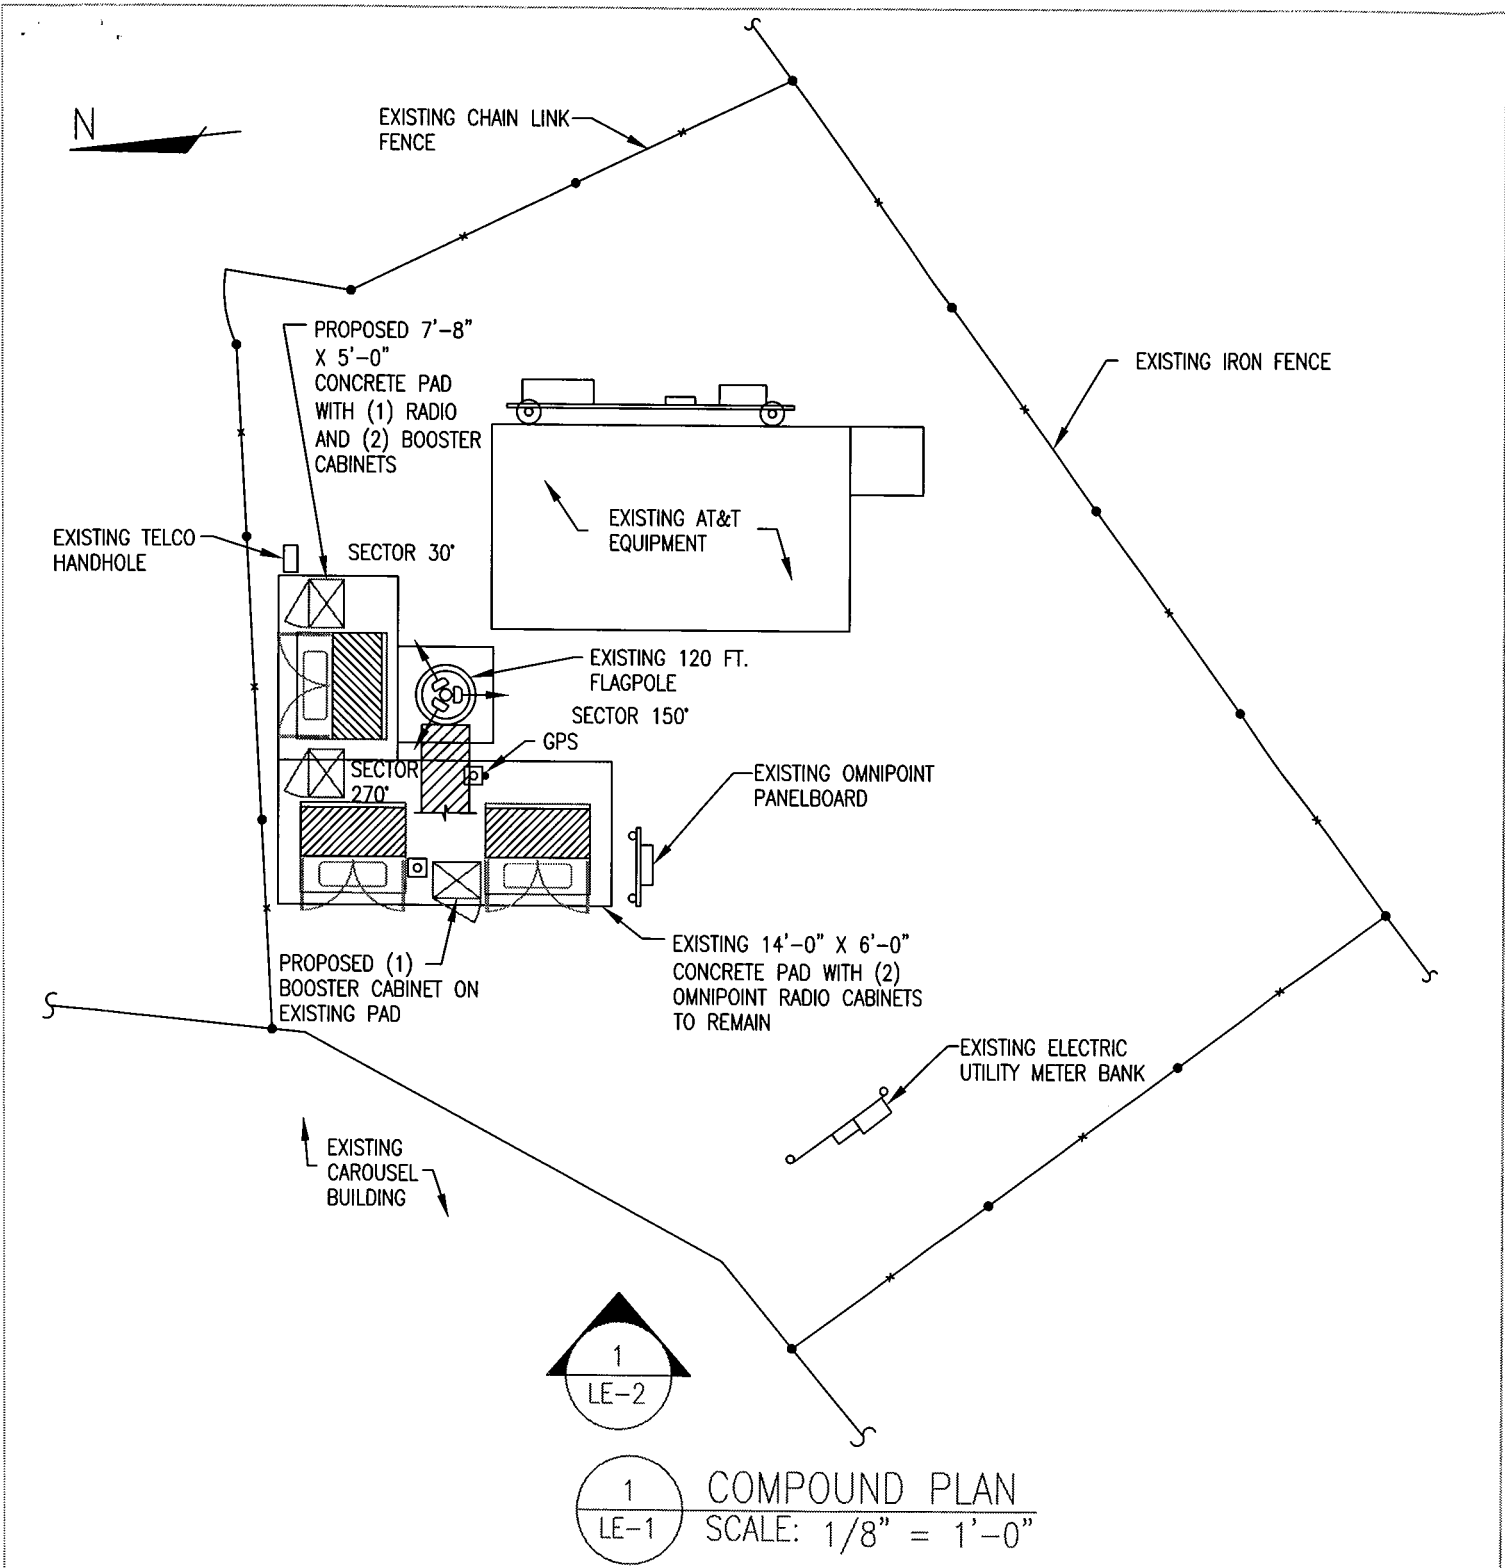 N
EXISTING CHAIN LINK
FENCE
PROPOSED 7'-8"
X 5'-0"
CONCRETE PAD
WITH (1) RADIO
AND (2) BOOSTER
CABINETS
EXISTING IRON FENCE
EXISTING TELCO
HANDHOLE
SECTOR 30°
EXISTING AT&T
EQUIPMENT
EXISTING 120 FT.
FLAGPOLE
SECTOR 150°
GPS
SECTOR
270°
EXISTING OMNIPOINT
PANELBOARD
PROPOSED (1)
BOOSTER CABINET ON
EXISTING PAD
EXISTING 14'-0" X 6'-0"
CONCRETE PAD WITH (2)
OMNIPOINT RADIO CABINETS
TO REMAIN
EXISTING ELECTRIC
UTILITY METER BANK
EXISTING
CAROUSEL
BUILDING
1
LE-2
1
LE-1
COMPOUND PLAN
SCALE: 1/8" = 1'-0"